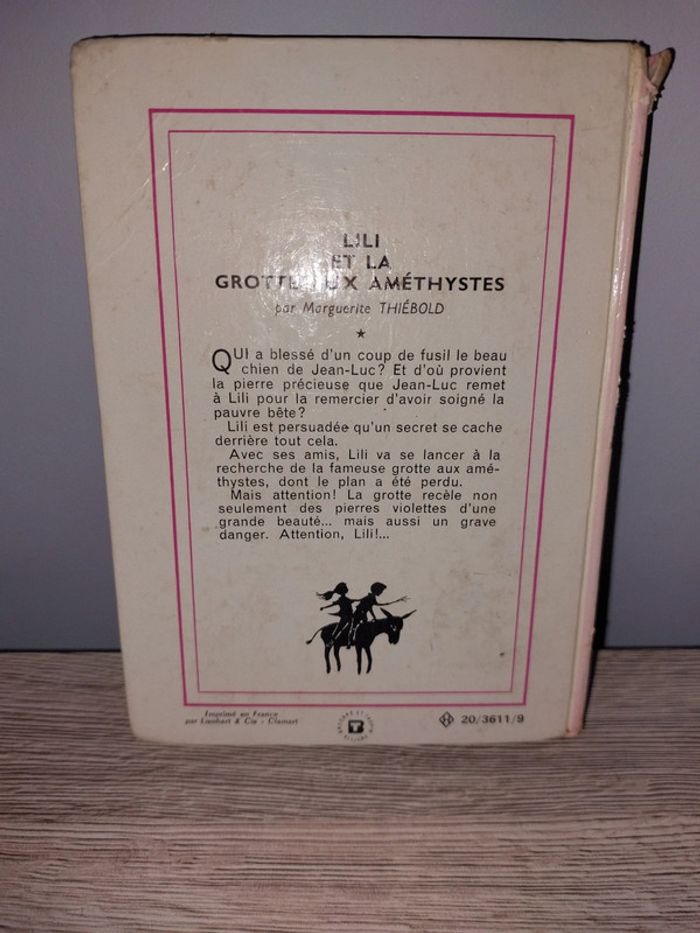 LILI
ET LA
GROTTE AUX AMÉTHYSTES
par Marguerite THIÉBOLD
★
QUI a blessé d'un coup de fusil le beau
chien de Jean-Luc? Et d'où provient
la pierre précieuse que Jean-Luc remet
à Lili pour la remercier d'avoir soigné la
pauvre bête?
Lili est persuadée qu'un secret se cache
derrière tout cela.
Avec ses amis, Lili va se lancer à la
recherche de la fameuse grotte aux amé-
thystes, dont le plan a été perdu.
Mais attention! La grotte recèle non
seulement des pierres violettes d'une
grande beauté... mais aussi un grave
danger. Attention, Lili!...
Imprimé en France
par Lambert & Cie - Clamart
T
H 20/3611/9